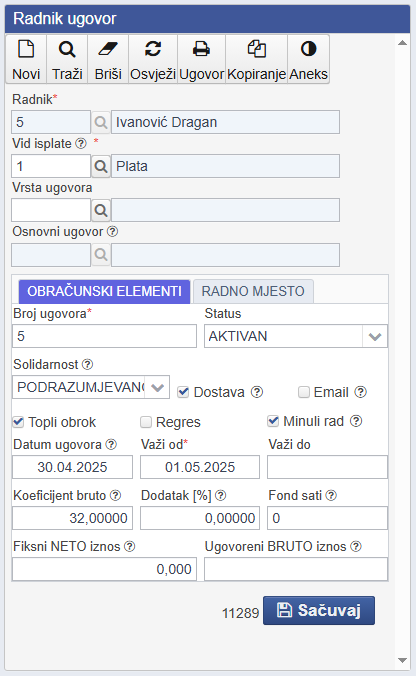 Radnik ugovor
Novi Traži Briši Osvježi Ugovor Kopiranje Aneks
Radnik*
5 Ivanović Dragan
Vid isplate ? *
1 Plata
Vrsta ugovora
Osnovni ugovor ?
OBRAČUNSKI ELEMENTI RADNO MJESTO
Broj ugovora* Status
5 AKTIVAN
Solidarnost ?
PODRAZUMJEVANO Dostava ? Email ?
Topli obrok Regres Minuli rad ?
Datum ugovora ? Važi od* Važi do
30.04.2025 01.05.2025
Koeficijent bruto ? Dodatak [%] ? Fond sati ?
32,00000 0,00000 0
Fiksni NETO iznos ? Ugovoreni BRUTO iznos ?
0,000
11289 Sačuvaj